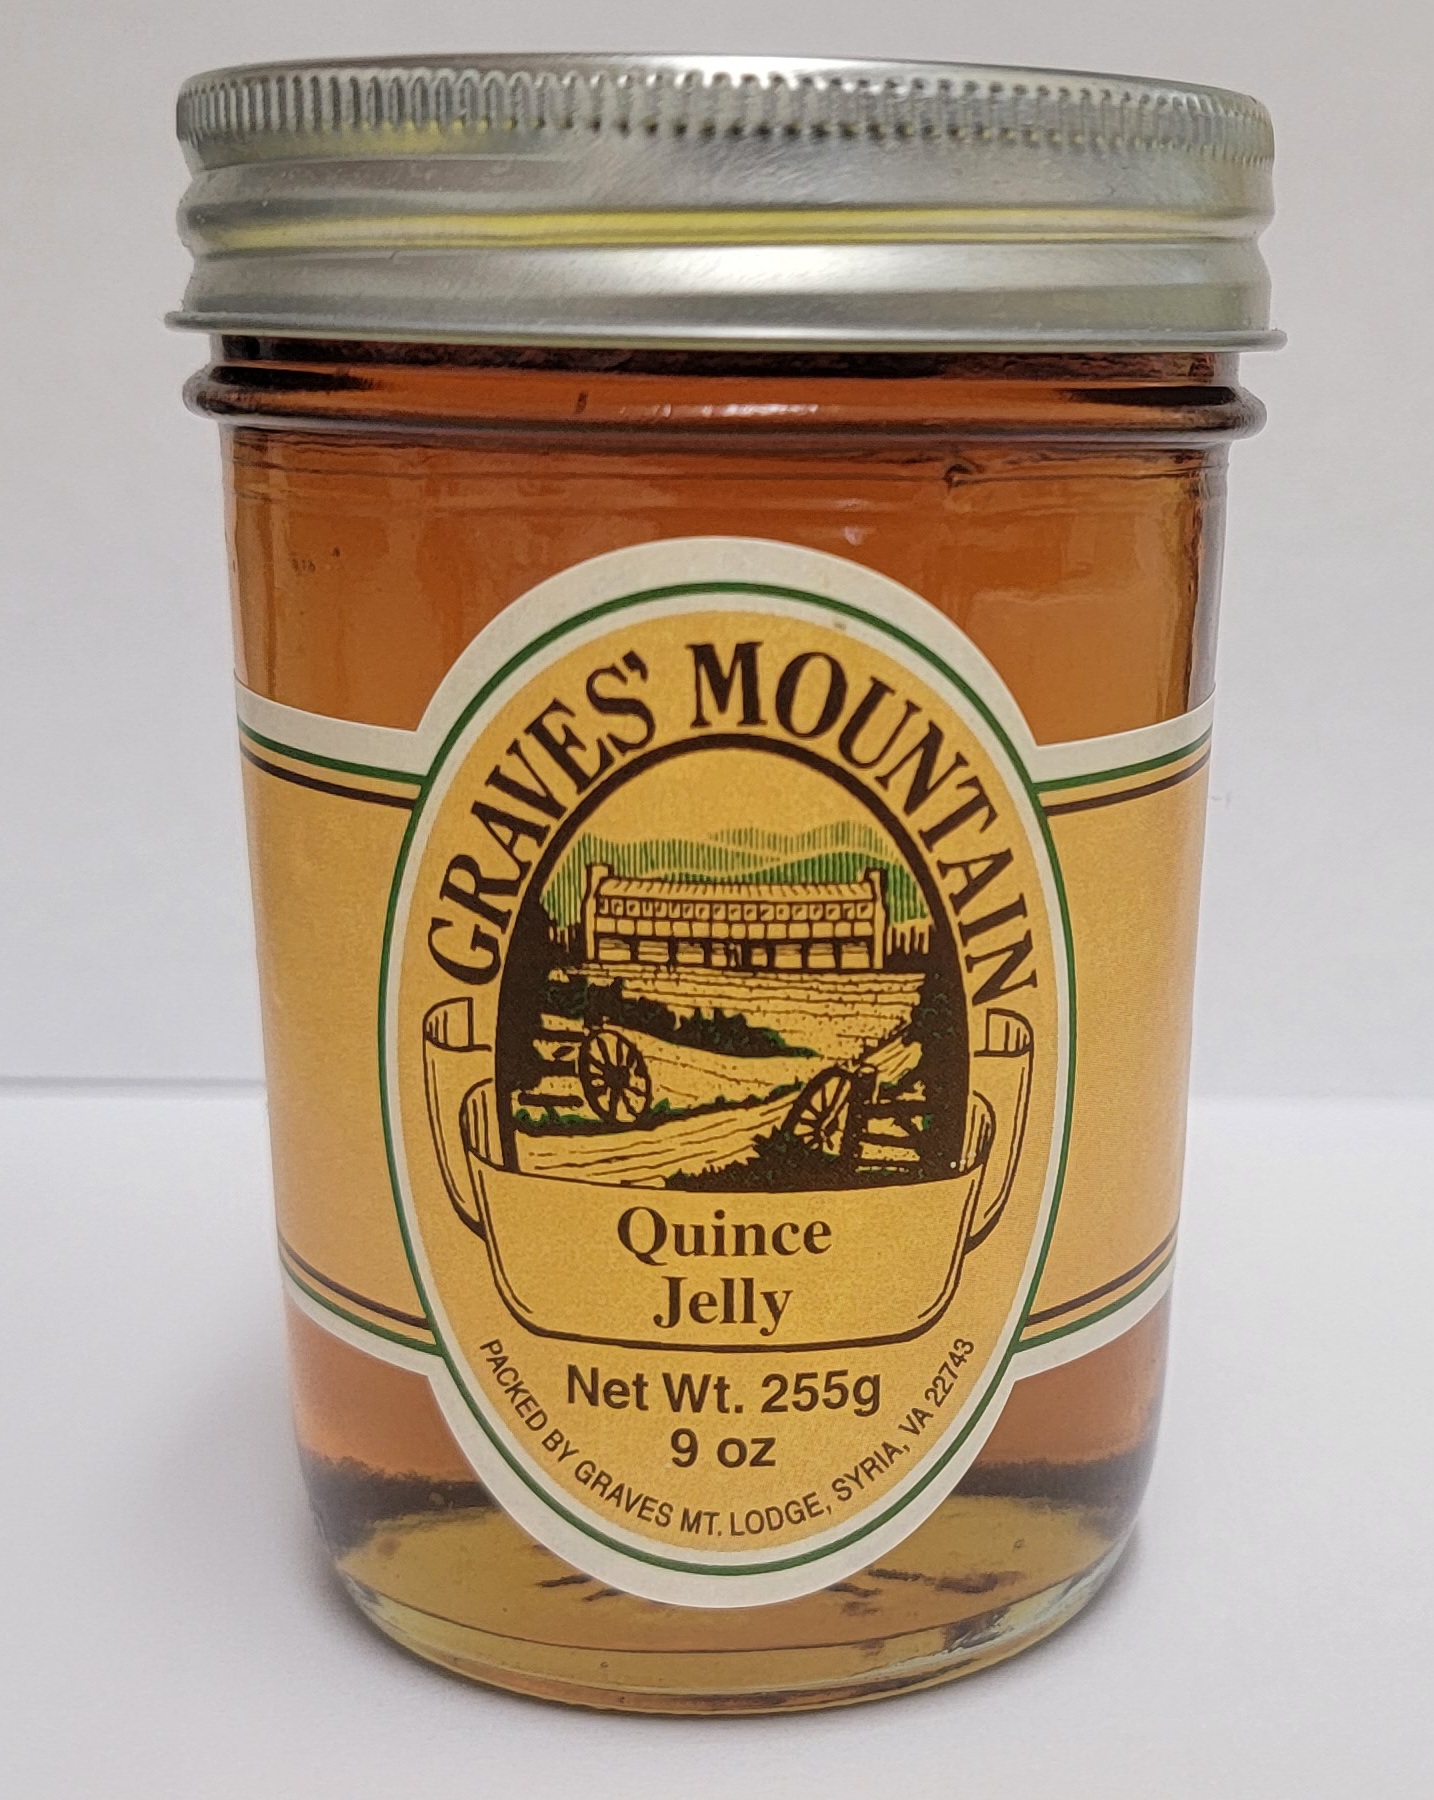 GRAVES' MOUNTAIN
Quince
Jelly
Net Wt. 255g
9 oz
PACKED BY GRAVES MT. LODGE, SYRIA, VA 22743